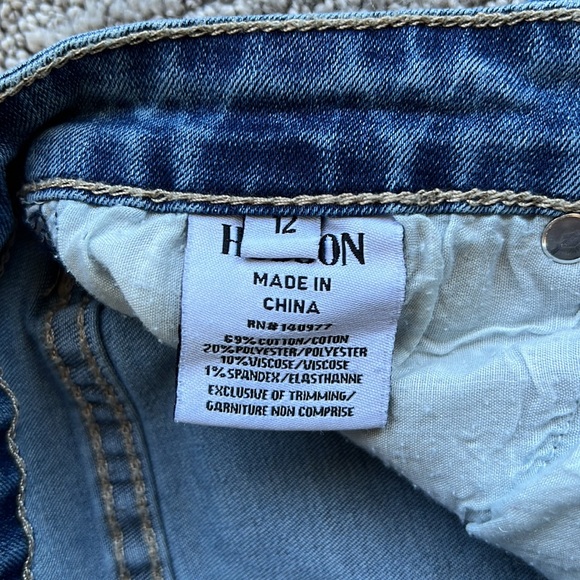 12
MADE IN
CHINA
RN# 140977
69% COTTON/COTON
20% POLYESTER/POLYESTER
10% VISCOSE/VISCOSE
1% SPANDEX/ELASTHANNE
EXCLUSIVE OF TRIMMING/
GARNITURE NON COMPRISE